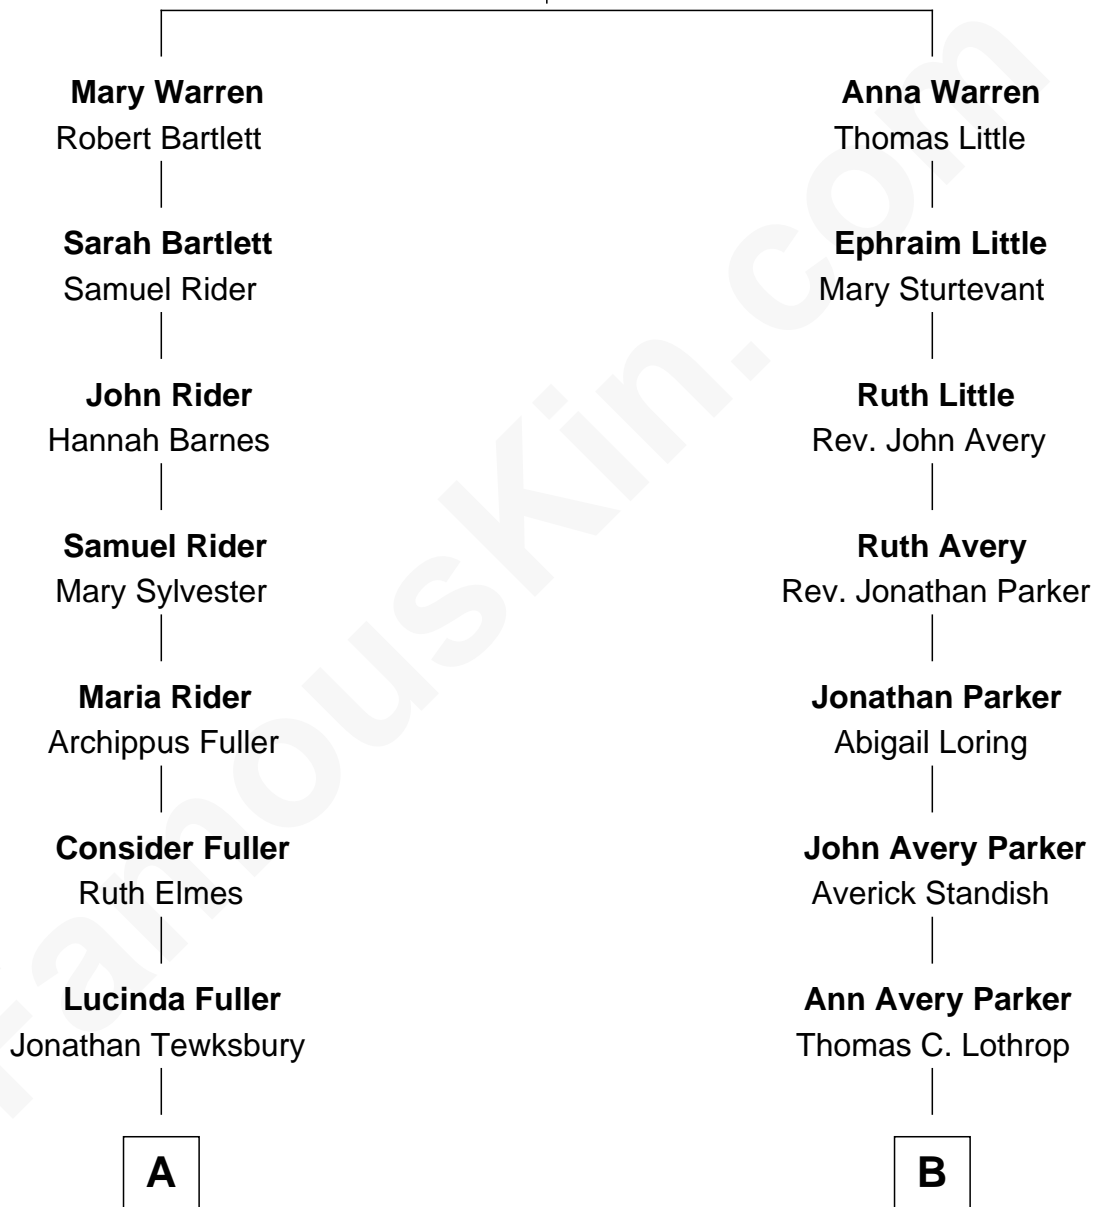 Mary Warren
Robert Bartlett
Sarah Bartlett
Samuel Rider
John Rider
Hannah Barnes
Samuel Rider
Mary Sylvester
Maria Rider
Archippus Fuller
Consider Fuller
Ruth Elmes
Lucinda Fuller
Jonathan Tewksbury
A
Anna Warren
Thomas Little
Ephraim Little
Mary Sturtevant
Ruth Little
Rev. John Avery
Ruth Avery
Rev. Jonathan Parker
Jonathan Parker
Abigail Loring
John Avery Parker
Averick Standish
Ann Avery Parker
Thomas C. Lothrop
B
FamousKin.com